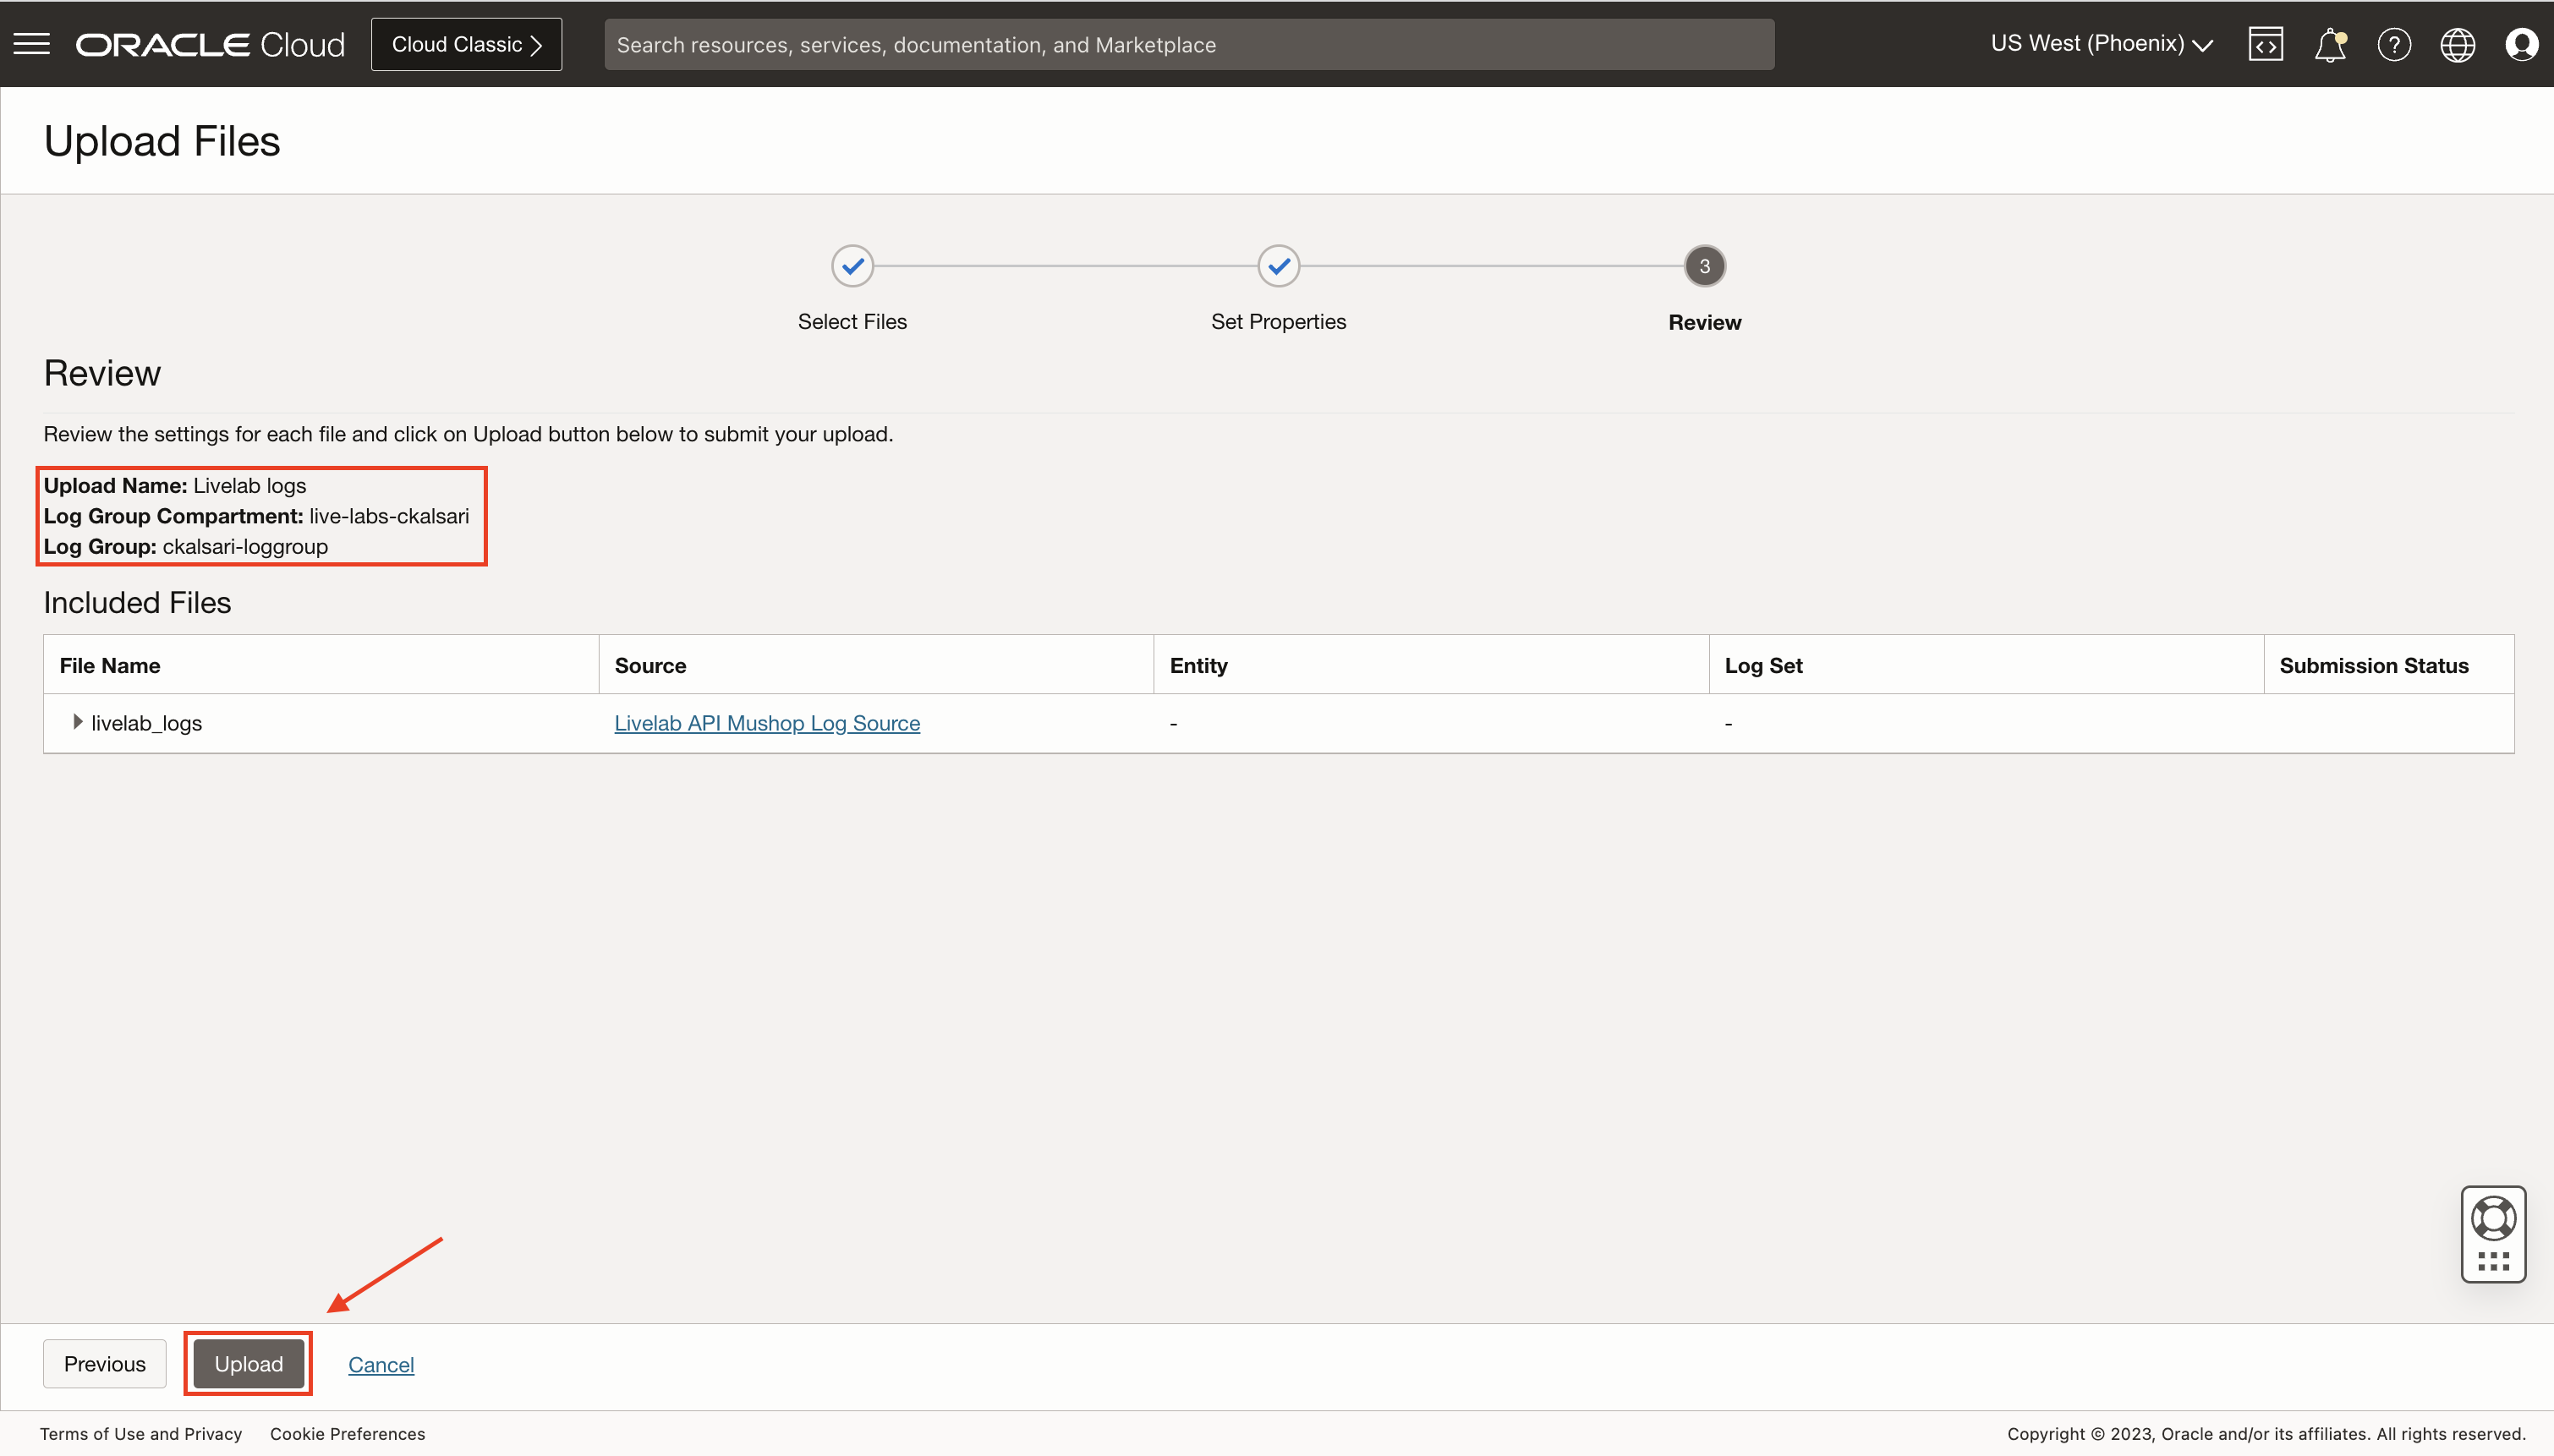 ORACLE Cloud
Cloud Classic
Search resources, services, documentation, and Marketplace
US West (Phoenix)
Upload Files
3
Select Files
Set Properties
Review
Review
Review the settings for each file and click on Upload button below to submit your upload.
Upload Name: Livelab logs
Log Group Compartment: live-labs-ckalsari
Log Group: ckalsari-loggroup
Included Files
File Name Source Entity Log Set Submission Status
livelab_logs Livelab API Mushop Log Source - -
Previous Upload Cancel
Terms of Use and Privacy Cookie Preferences
Copyright © 2023, Oracle and/or its affiliates. All rights reserved.